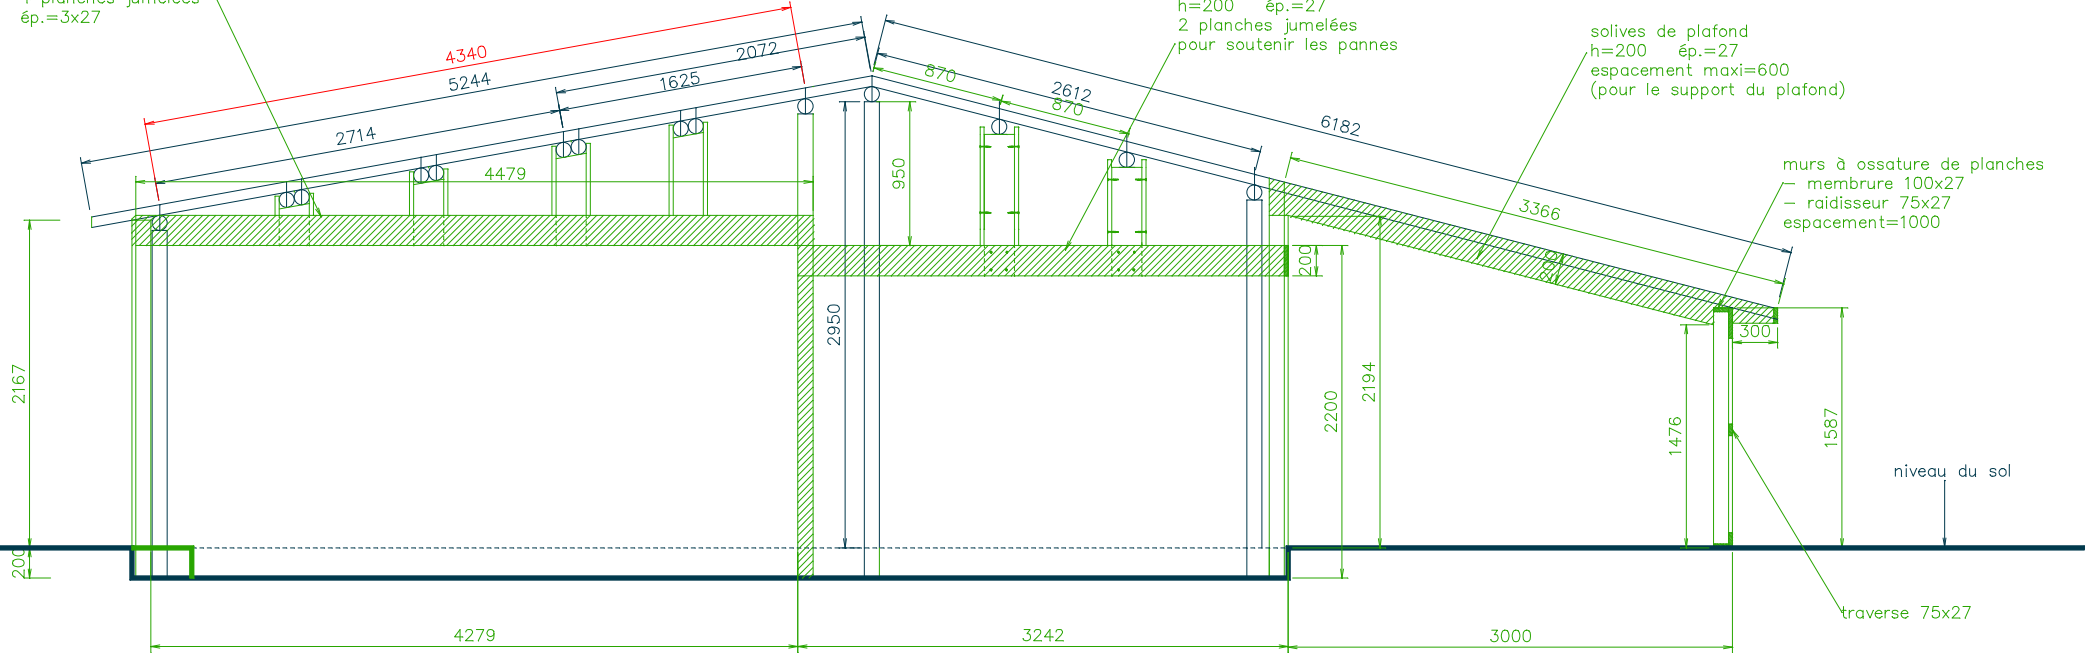 planches jumelées
ép.=3x27
h=200 ép.=27
2 planches jumelées
pour soutenir les pannes
solives de plafond
h=200 ép.=27
espacement maxi=600
(pour le support du plafond)
murs à ossature de planches
– membrure 100x27
– raidisseur 75x27
espacement=1000
4340
5244
2072
1625
2714
4479
870
2612
870
6182
950
3366
200
200
300
2950
2167
2194
2200
1476
1587
niveau du sol
200
traverse 75x27
4279
3242
3000